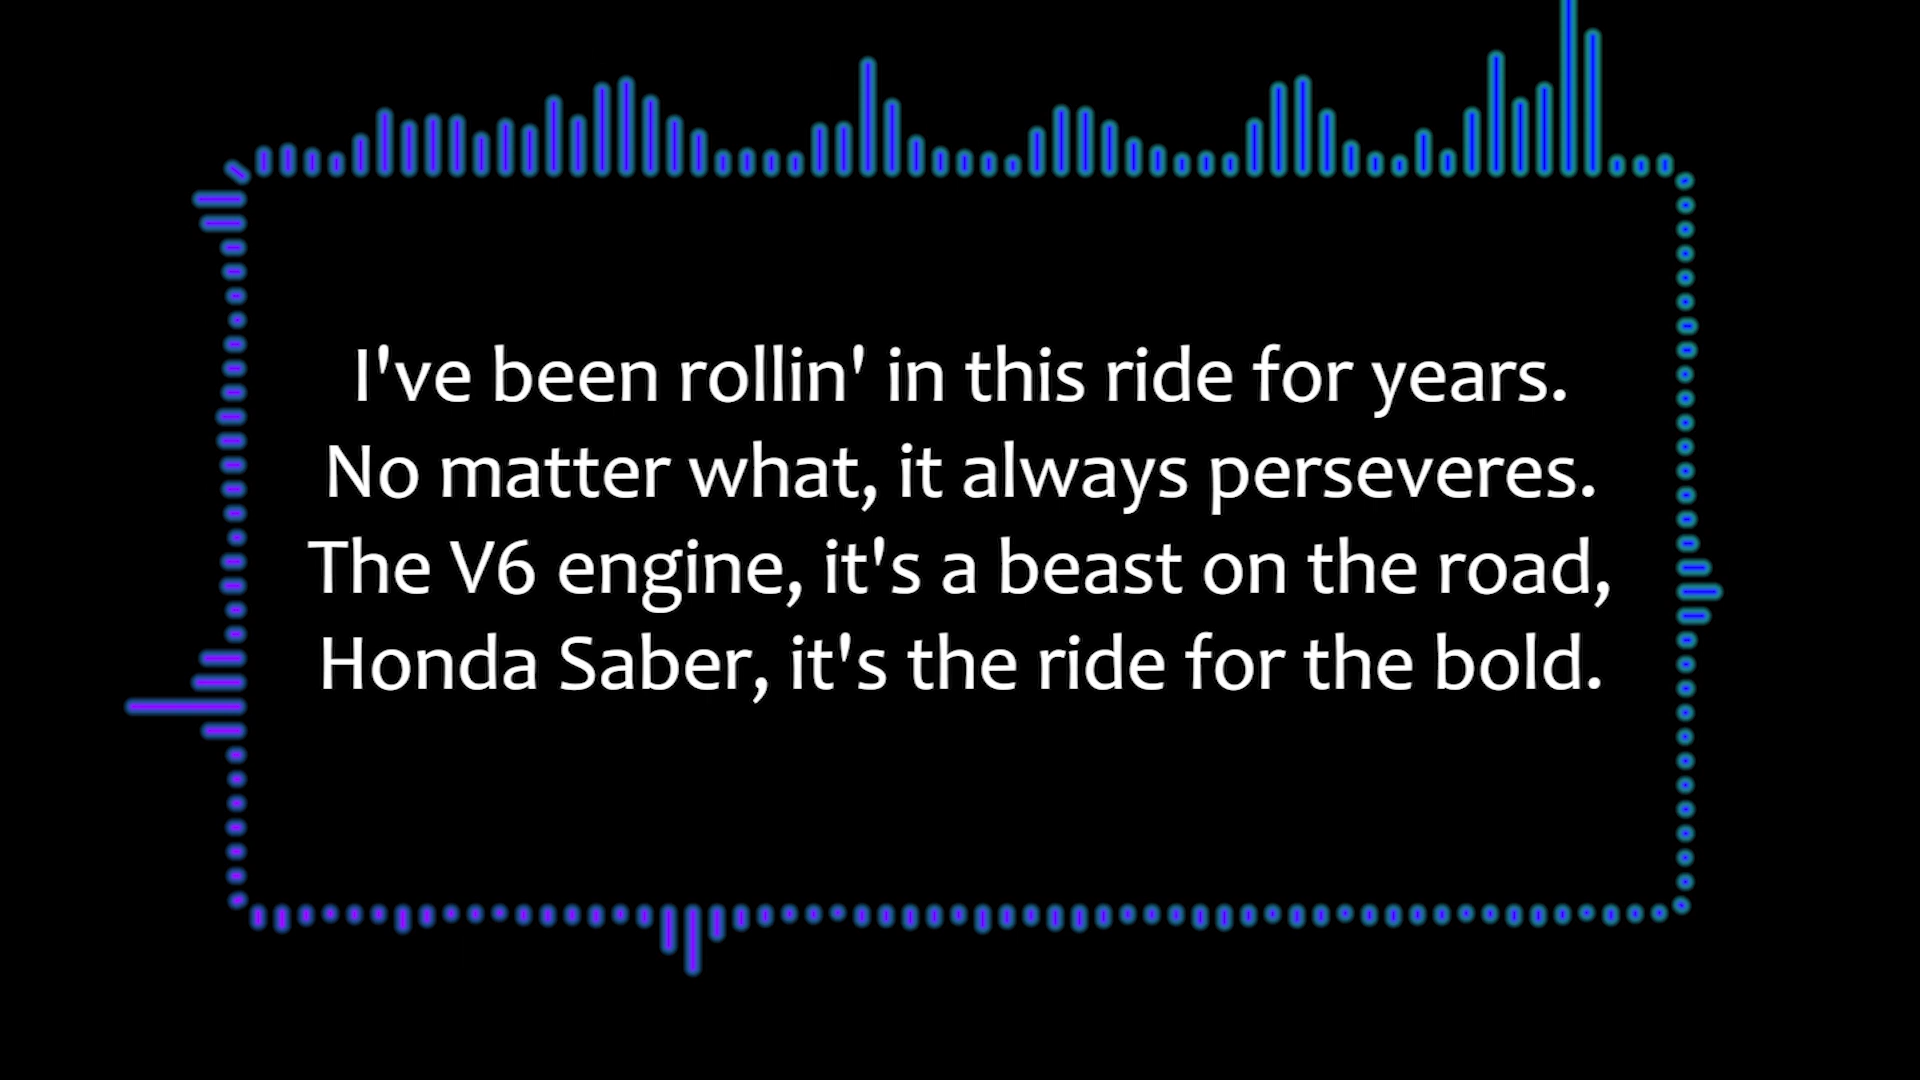 I've been rollin' in this ride for years.
No matter what, it always perseveres.
The V6 engine, it's a beast on the road,
Honda Saber, it's the ride for the bold.